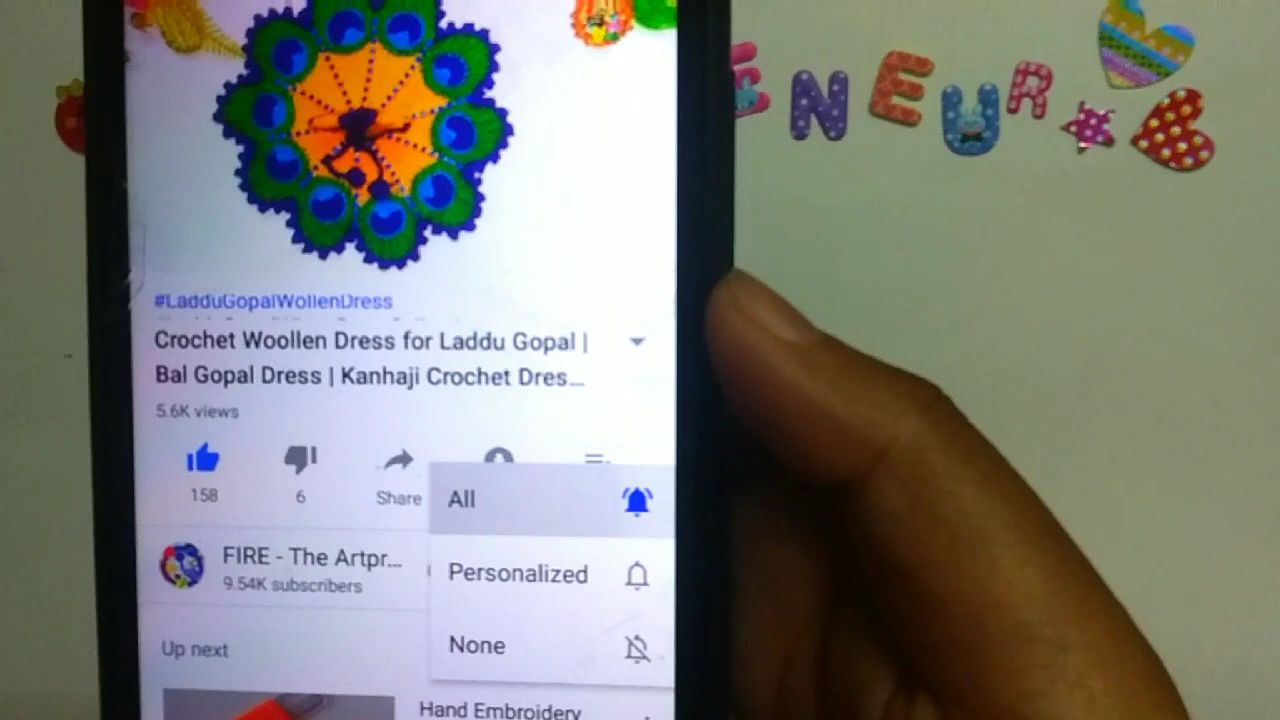 ENEUR
#LadduGopalWollenDress
Crochet Woollen Dress for Laddu Gopal |
Bal Gopal Dress | Kanhaji Crochet Dres...
5.6K views
158
6
Share
All
FIRE - The Artpr...
9.54K subscribers
Personalized
None
Up next
Hand Embroidery